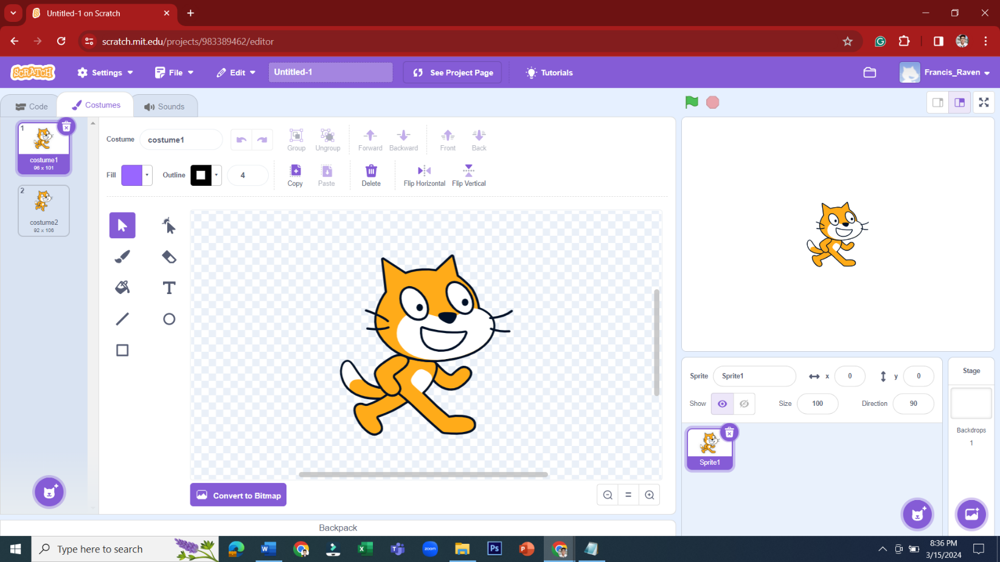 Untitled-1 on Scratch
scratch.mit.edu/projects/983389462/editor
SCRATCH
Settings
File
Edit
Untitled-1
See Project Page
Tutorials
Francis_Raven
Code
Costumes
Sounds
1
costume1
96 x 101
2
costume2
92 x 106
Costume
costume1
Group
Ungroup
Forward
Backward
Front
Back
Fill
Outline
4
Copy
Paste
Delete
Flip Horizontal
Flip Vertical
T
Convert to Bitmap
=
Backpack
Sprite
Sprite1
x
0
y
0
Show
Size
100
Direction
90
Sprite1
Stage
Backdrops
1
Type here to search
W
X
T
zoom
Ps
P
8:36 PM
3/15/2024